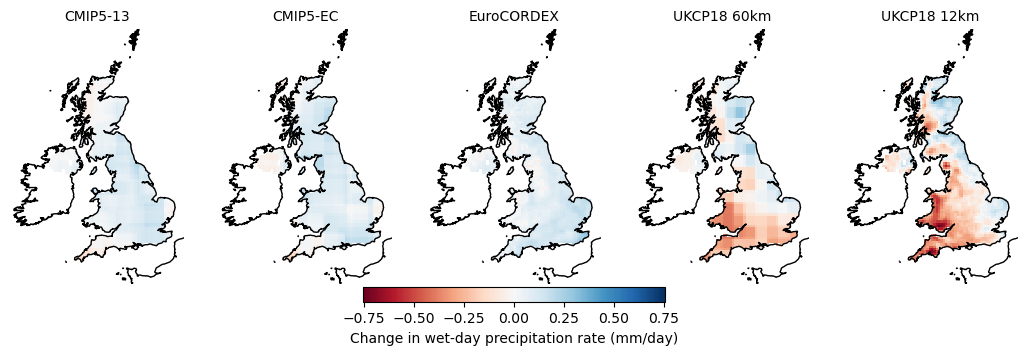 CMIP5-13 CMIP5-EC EuroCORDEX UKCP18 60km UKCP18 12km
−0.75 −0.50 −0.25 0.00 0.25 0.50 0.75
Change in wet-day precipitation rate (mm/day)